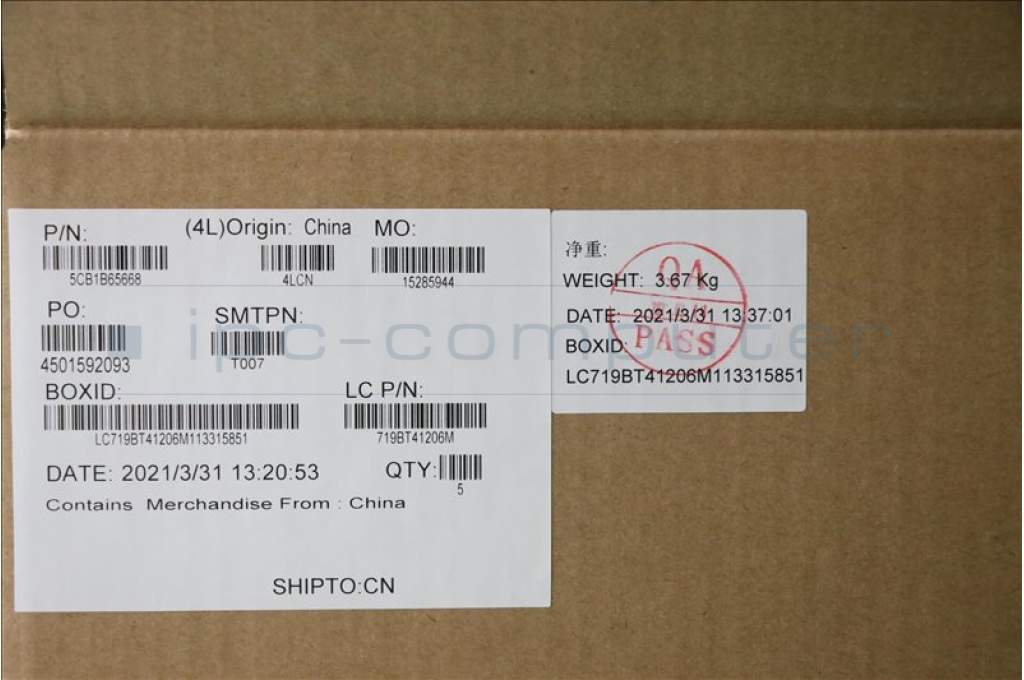 P/N: (4L)Origin: China MO:
5CB1B65668 4LCN 15285944
PO: SMTPN:
4501592093 T007
BOXID: LC P/N:
LC719BT41206M113315851 719BT41206M
DATE: 2021/3/31 13:20:53 QTY:
5
Contains Merchandise From : China
SHIPTO:CN
净重:
WEIGHT: 3.67 Kg
DATE: 2021/3/31 13:37:01
BOXID:
LC719BT41206M113315851
QA
PASS
ipc-computer